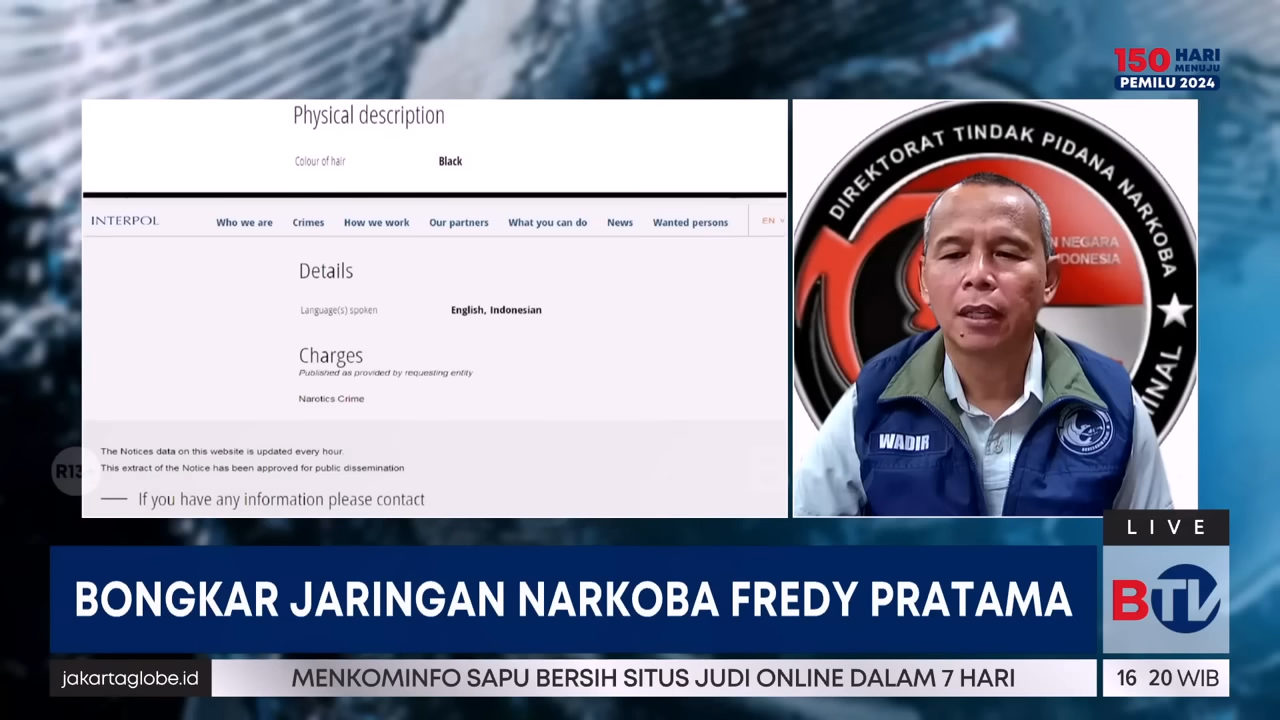 150 HARI
MENUJU
PEMILU 2024
Physical description
Colour of hair Black
INTERPOL Who we are Crimes How we work Our partners What you can do News Wanted persons EN
Details
Language(s) spoken English, Indonesian
Charges
Published as provided by requesting entity
Narotics Crime
The Notices data on this website is updated every hour.
This extract of the Notice has been approved for public dissemination
If you have any information please contact
R13+
DIREKTORAT TINDAK PIDANA NARKOBA
N NEGARA
DONESIA
MINAL
WADIR
LIVE
BONGKAR JARINGAN NARKOBA FREDY PRATAMA
BTV
jakartaglobe.id MENKOMINFO SAPU BERSIH SITUS JUDI ONLINE DALAM 7 HARI 16 20 WIB